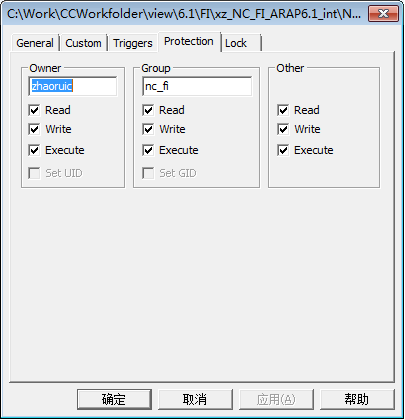 C:\Work\CCWorkfolder\view\6.1\FI\xz_NC_FI_ARAP6.1_int\N...
General Custom Triggers Protection Lock
Owner Group Other
zhaoruic nc_fi
Read Read Read
Write Write Write
Execute Execute Execute
Set UID Set GID
确定 取消 应用(A) 帮助